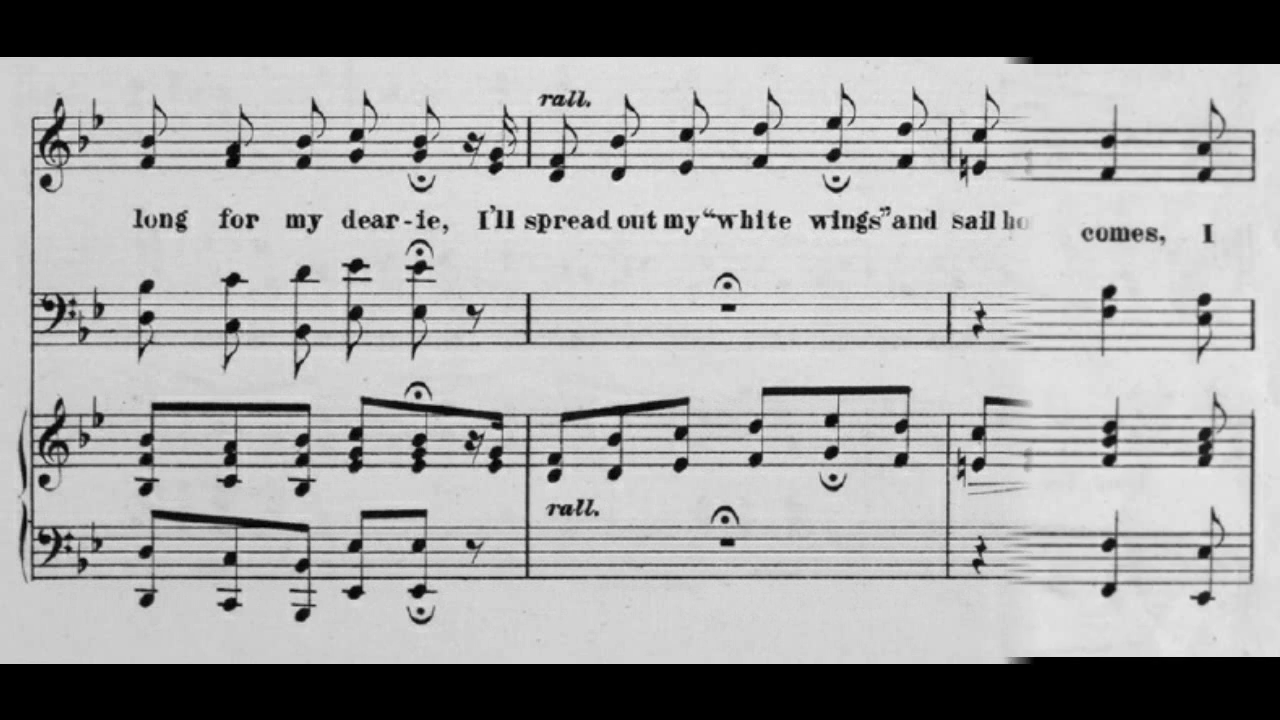 rall.
long for my dear-ie, I'll spread out my "white wings" and sail
comes, I
rall.